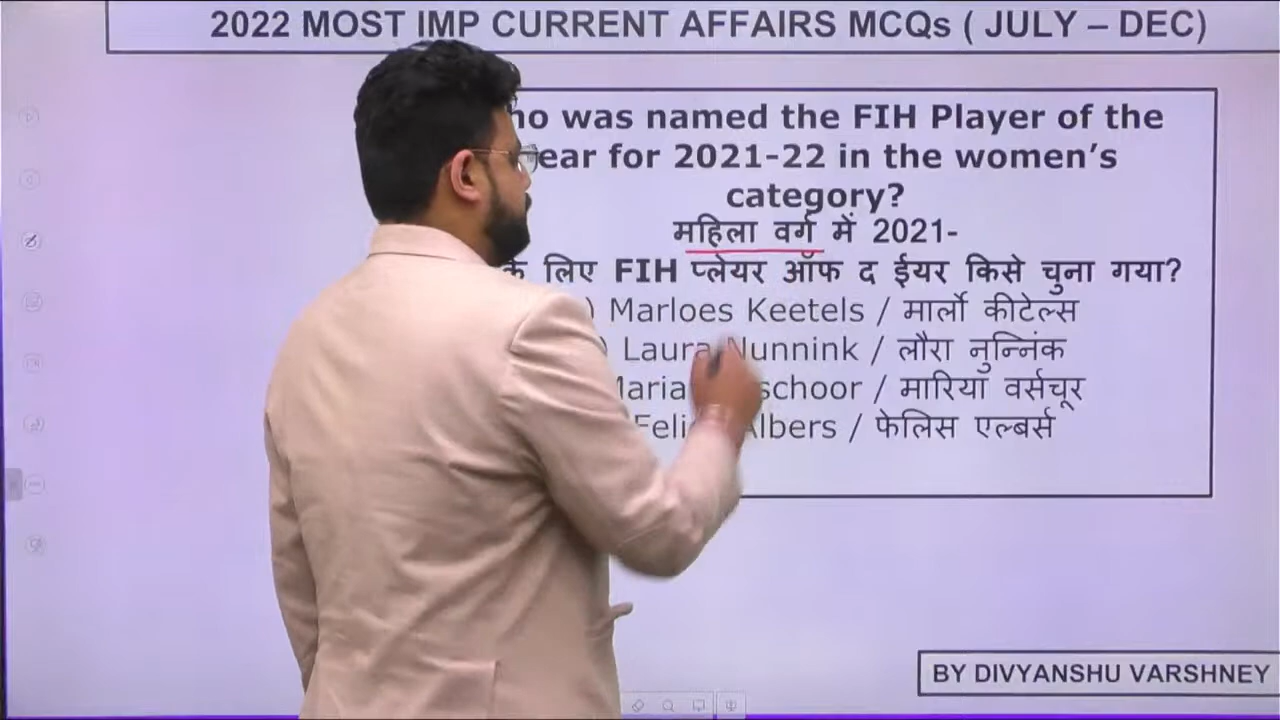 2022 MOST IMP CURRENT AFFAIRS MCQs ( JULY – DEC)
ho was named the FIH Player of the
ear for 2021-22 in the women's
category?
महिला वर्ग में 2021-
के लिए FIH प्लेयर ऑफ द ईयर किसे चुना गया?
) Marloes Keetels / मार्लो कीटेल्स
) Laura Nunnink / लौरा नुन्निंक
Maria schoor / मारिया वर्सचूर
Feli Albers / फेलिस एल्बर्स
BY DIVYANSHU VARSHNEY